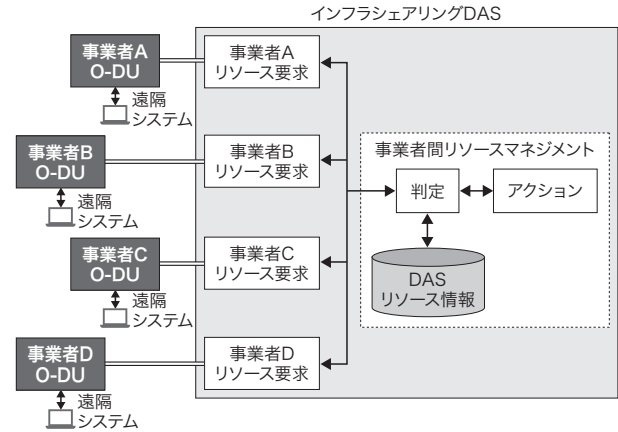 インフラシェアリングDAS
事業者A
O-DU
遠隔
システム
事業者A
リソース要求
事業者B
O-DU
遠隔
システム
事業者B
リソース要求
事業者C
O-DU
遠隔
システム
事業者C
リソース要求
事業者D
O-DU
遠隔
システム
事業者D
リソース要求
事業者間リソースマネジメント
判定
アクション
DAS
リソース情報